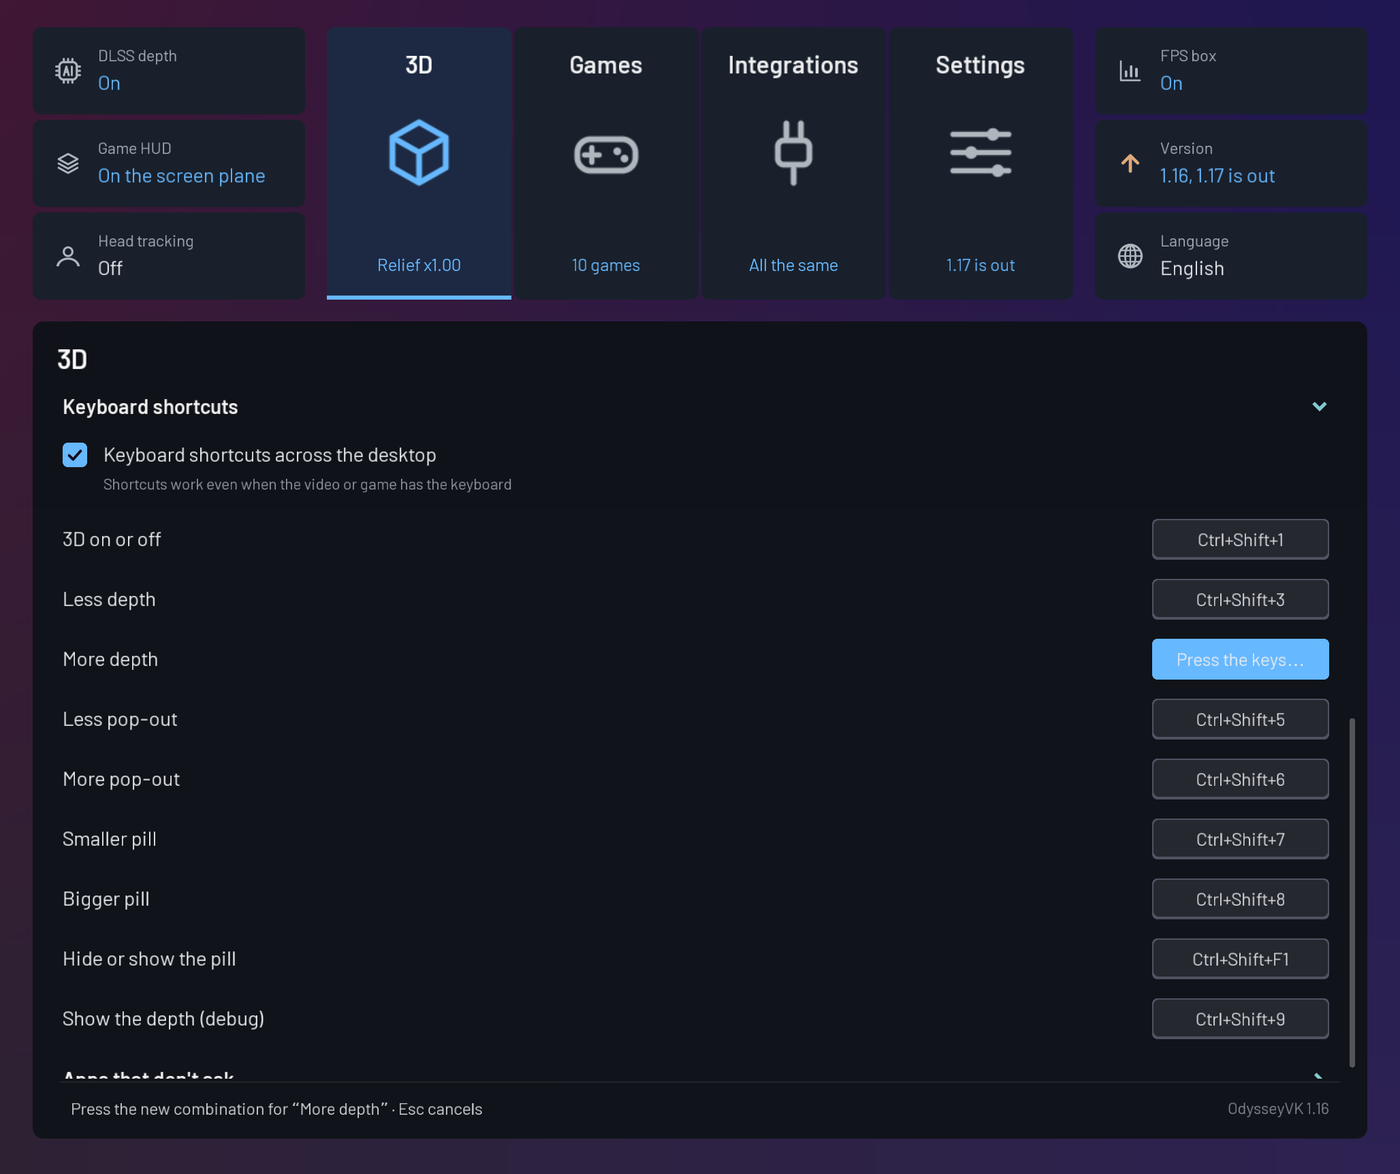 DLSS depth
On
Game HUD
On the screen plane
Head tracking
Off
3D
Relief x1.00
Games
10 games
Integrations
All the same
Settings
1.17 is out
FPS box
On
Version
1.16, 1.17 is out
Language
English
3D
Keyboard shortcuts
Keyboard shortcuts across the desktop
Shortcuts work even when the video or game has the keyboard
3D on or off
Ctrl+Shift+1
Less depth
Ctrl+Shift+3
More depth
Press the keys...
Less pop-out
Ctrl+Shift+5
More pop-out
Ctrl+Shift+6
Smaller pill
Ctrl+Shift+7
Bigger pill
Ctrl+Shift+8
Hide or show the pill
Ctrl+Shift+F1
Show the depth (debug)
Ctrl+Shift+9
Apps that don't ask
Press the new combination for “More depth” · Esc cancels
OdysseyVK 1.16
AI